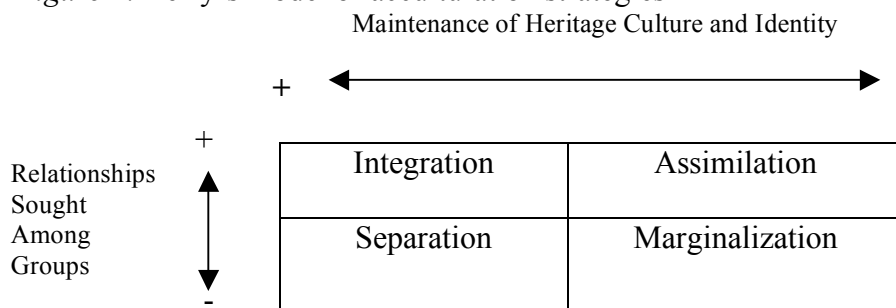 Maintenance of Heritage Culture and Identity
+
+
Integration Assimilation
Relationships
Sought
Among
Groups
Separation Marginalization
-